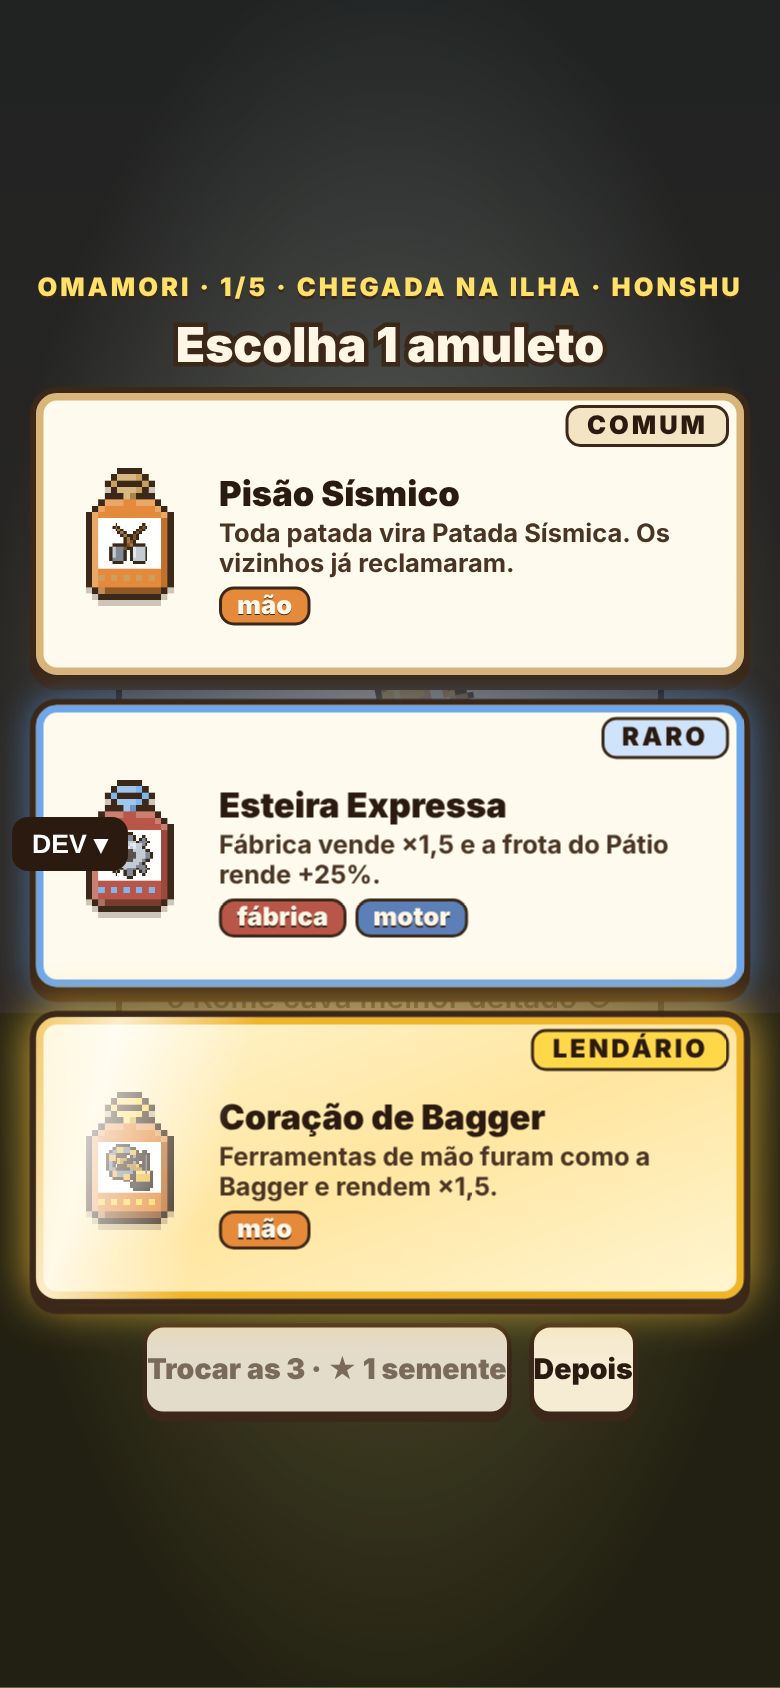 OMAMORI · 1/5 · CHEGADA NA ILHA · HONSHU
Escolha 1 amuleto
COMUM
Pisão Sísmico
Toda patada vira Patada Sísmica. Os
vizinhos já reclamaram.
mão
RARO
Esteira Expressa
Fábrica vende ×1,5 e a frota do Pátio
rende +25%.
fábrica motor
DEV ▾
LENDÁRIO
Coração de Bagger
Ferramentas de mão furam como a
Bagger e rendem ×1,5.
mão
Trocar as 3 · ★ 1 semente
Depois